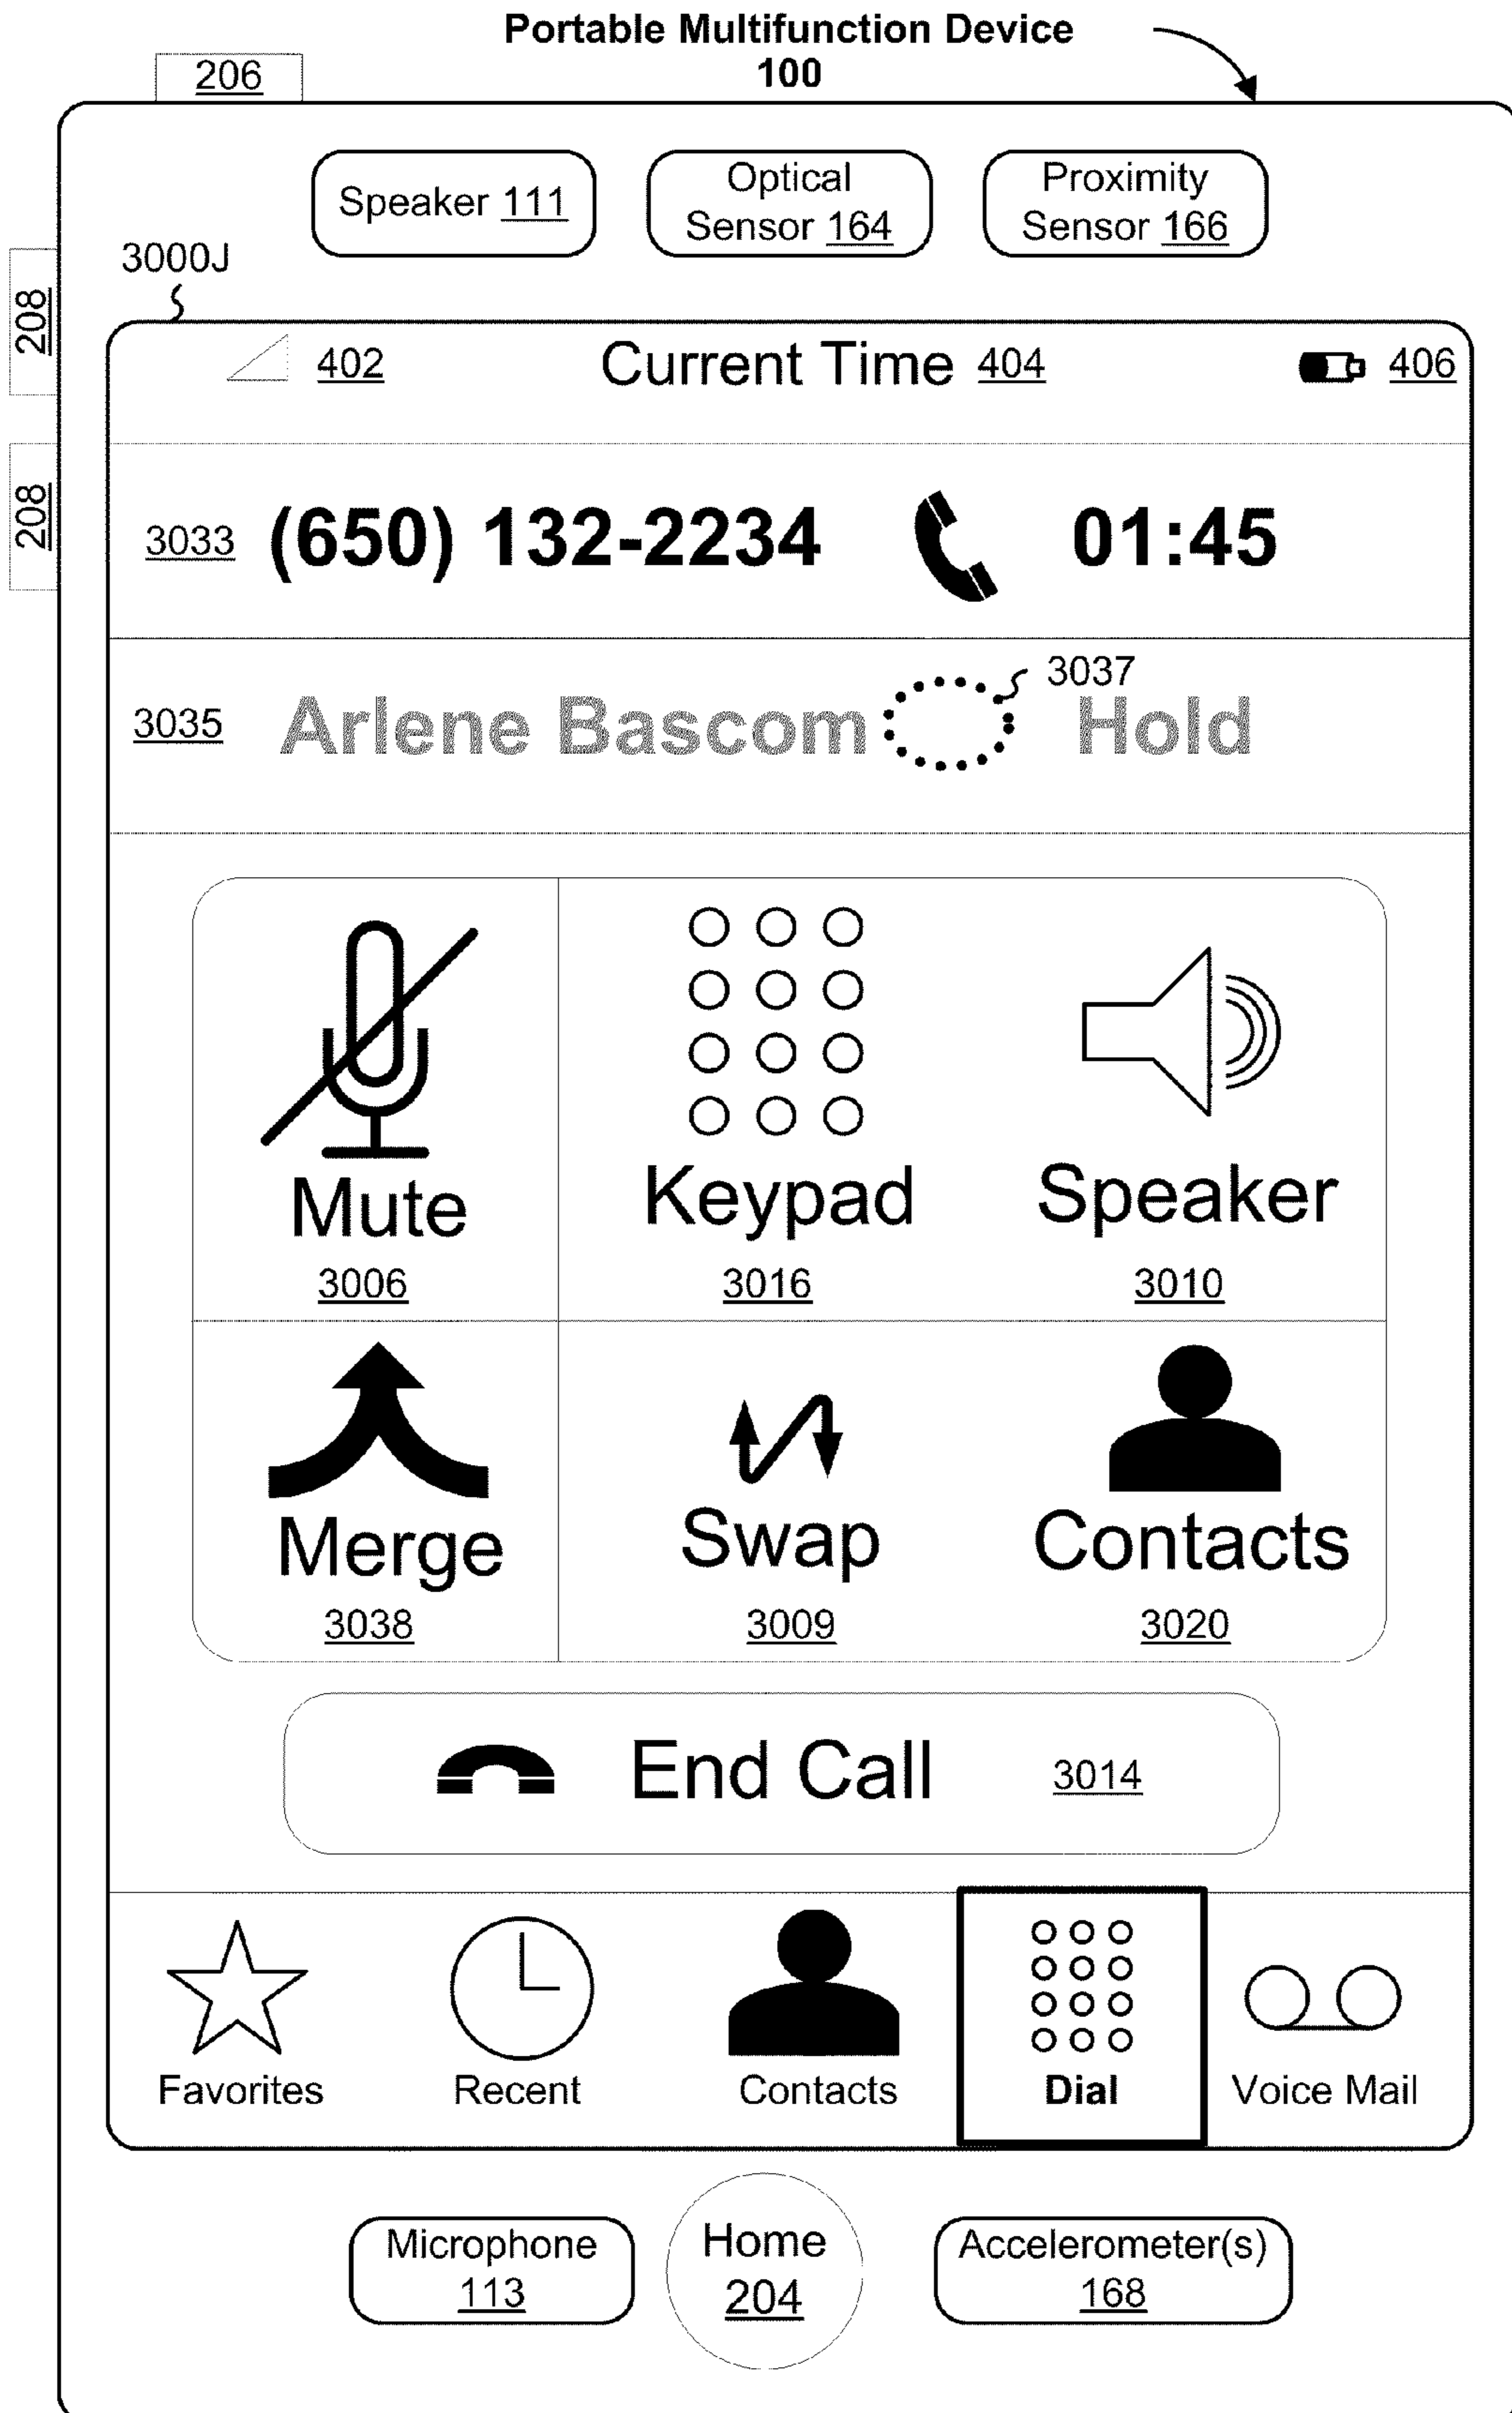 Portable Multifunction Device
100
206
Speaker 111
Optical
Sensor 164
Proximity
Sensor 166
3000J
208
402 Current Time 404 406
208
3033 (650) 132-2234 01:45
3037
3035 Arlene Bascom Hold
Mute Keypad Speaker
3006 3016 3010
Merge Swap Contacts
3038 3009 3020
End Call 3014
Favorites Recent Contacts Dial Voice Mail
Microphone
113
Home
204
Accelerometer(s)
168